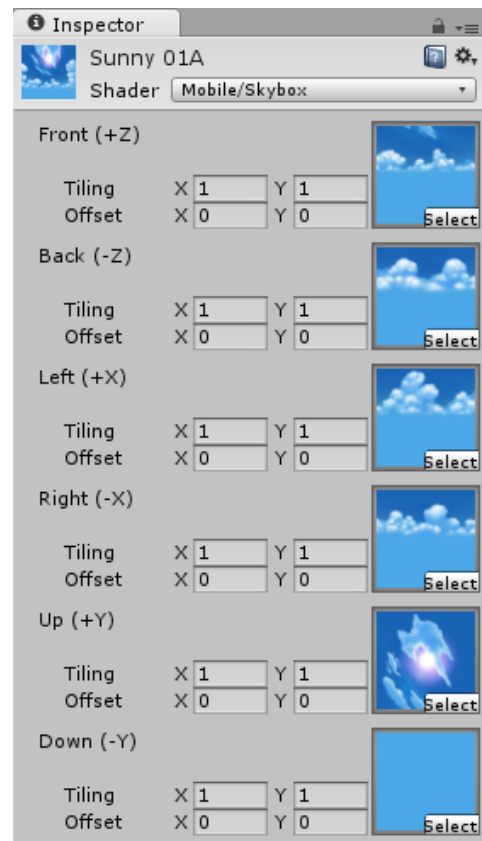 Inspector
Sunny 01A
Shader Mobile/Skybox
Front (+Z)
Tiling X 1 Y 1
Offset X 0 Y 0
Select
Back (-Z)
Tiling X 1 Y 1
Offset X 0 Y 0
Select
Left (+X)
Tiling X 1 Y 1
Offset X 0 Y 0
Select
Right (-X)
Tiling X 1 Y 1
Offset X 0 Y 0
Select
Up (+Y)
Tiling X 1 Y 1
Offset X 0 Y 0
Select
Down (-Y)
Tiling X 1 Y 1
Offset X 0 Y 0
Select